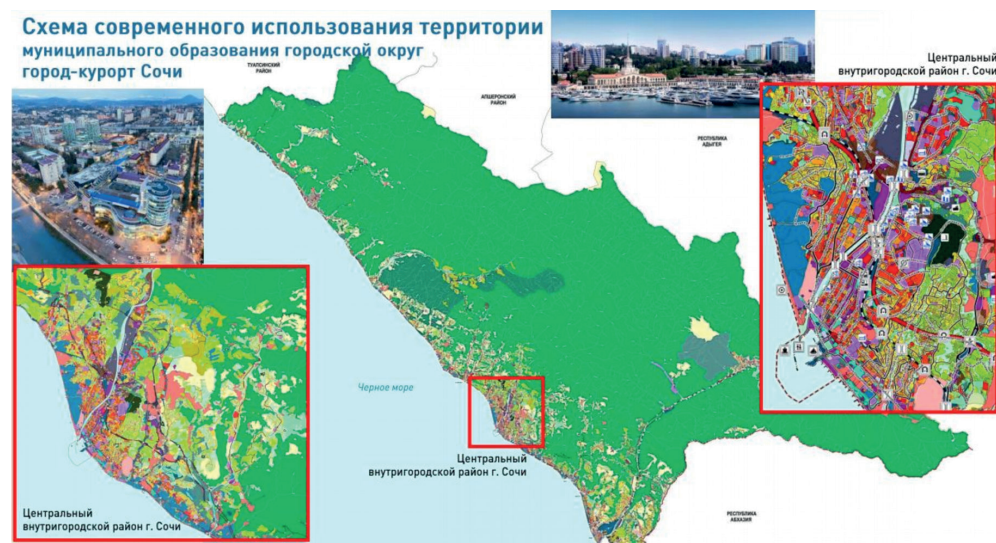 Схема современного использования территории
муниципального образования городской округ
город-курорт Сочи
ТУАПСИНСКИЙ
РАЙОН
АПШЕРОНСКИЙ
РАЙОН
РЕСПУБЛИКА
АДЫГЕЯ
Центральный
внутригородской район г. Сочи
Черное море
Центральный
внутригородской район г. Сочи
Центральный
внутригородской район г. Сочи
РЕСПУБЛИКА
АБХАЗИЯ